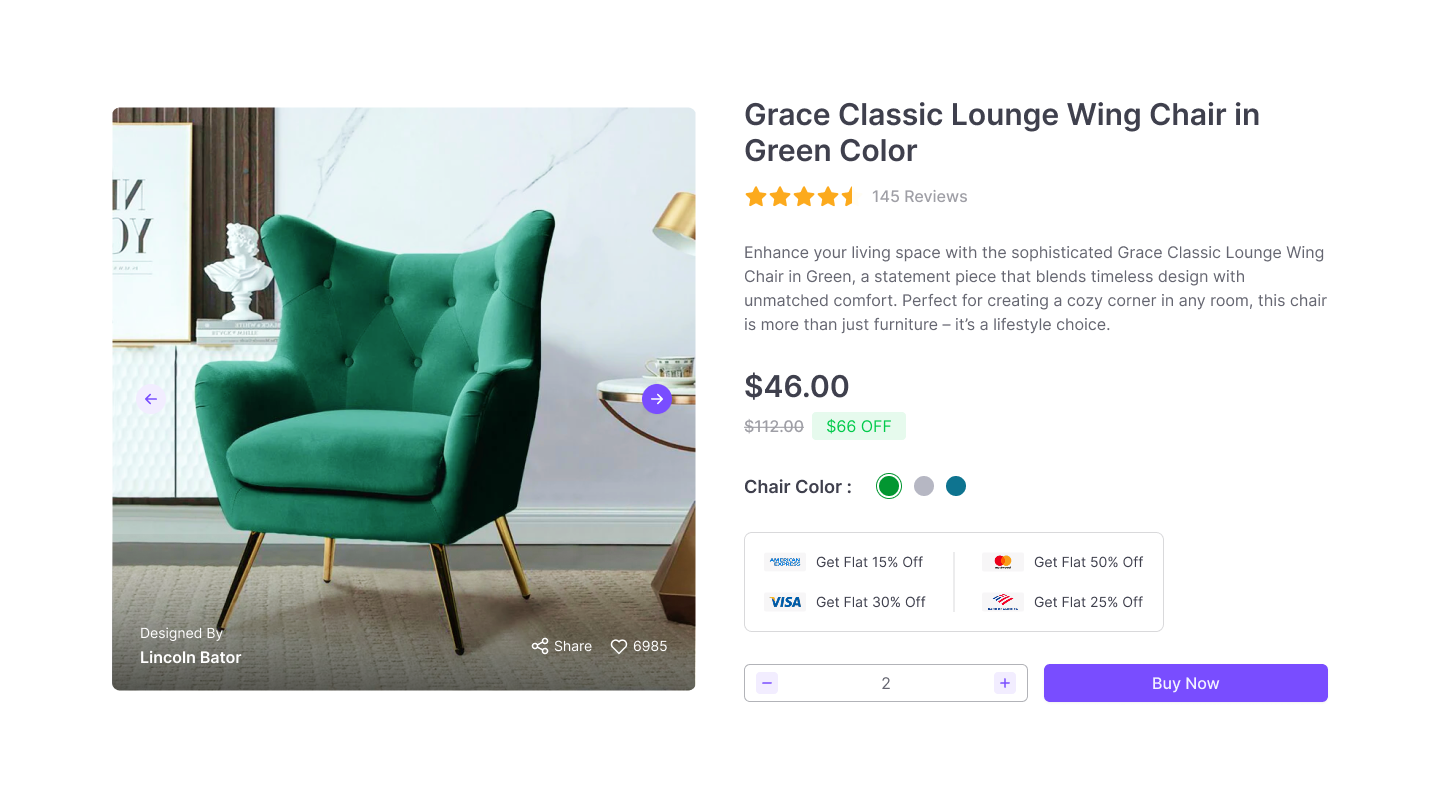 Grace Classic Lounge Wing Chair in
Green Color
145 Reviews
Enhance your living space with the sophisticated Grace Classic Lounge Wing
Chair in Green, a statement piece that blends timeless design with
unmatched comfort. Perfect for creating a cozy corner in any room, this chair
is more than just furniture – it’s a lifestyle choice.
$46.00
$112.00 $66 OFF
Chair Color :
AMERICAN
EXPRESS
Get Flat 15% Off
Get Flat 50% Off
VISA Get Flat 30% Off
Get Flat 25% Off
2
Buy Now
Designed By
Lincoln Bator
Share 6985